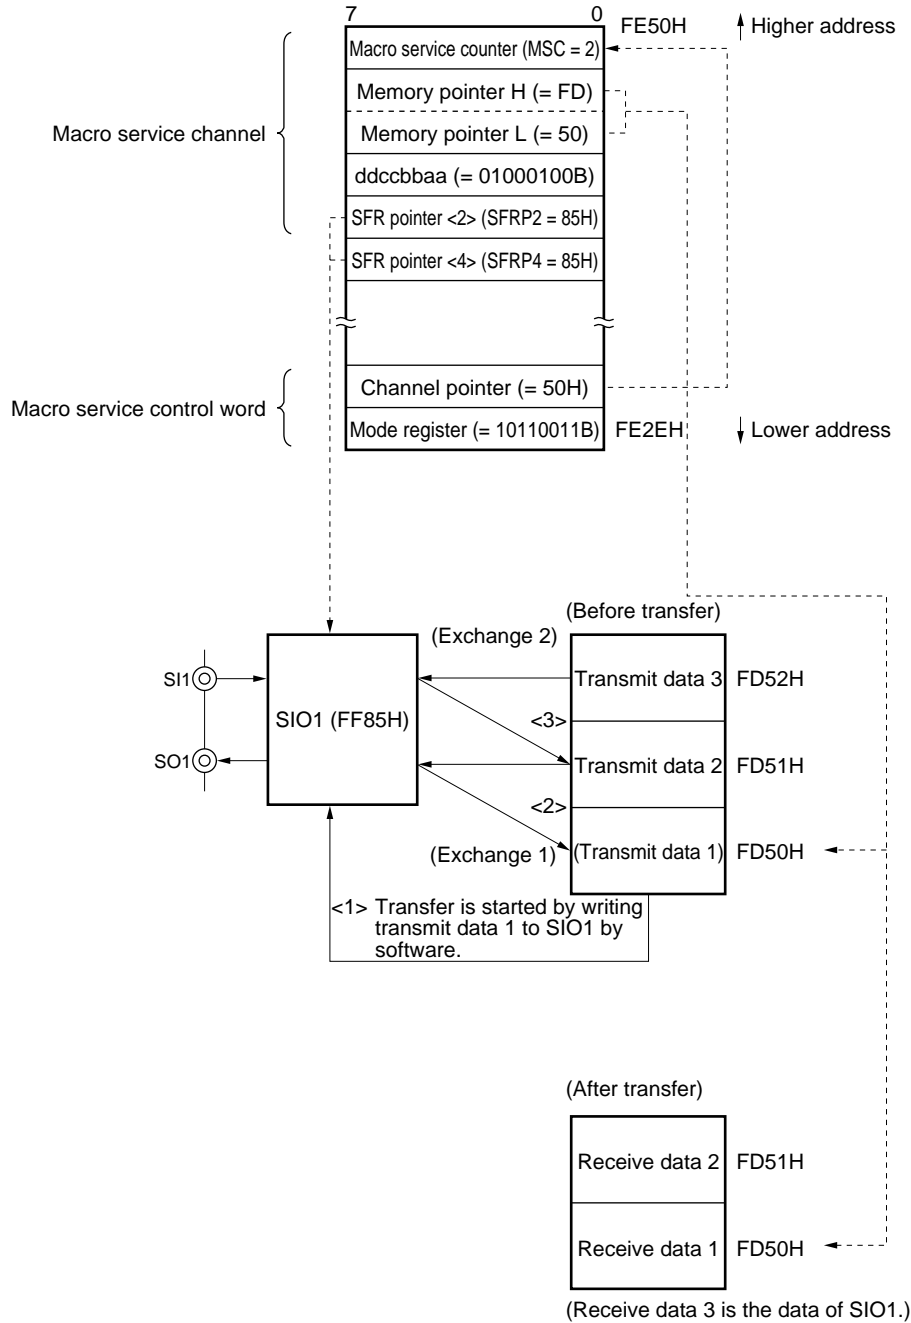 7 0
FE50H
Higher address
Macro service counter (MSC = 2)
Memory pointer H (= FD)
Macro service channel
Memory pointer L (= 50)
ddccbbaa (= 01000100B)
SFR pointer <2> (SFRP2 = 85H)
SFR pointer <4> (SFRP4 = 85H)
Channel pointer (= 50H)
Macro service control word
Mode register (= 10110011B)
FE2EH
Lower address
(Before transfer)
(Exchange 2)
SI1
Transmit data 3
FD52H
SIO1 (FF85H)
<3>
SO1
Transmit data 2
FD51H
<2>
(Exchange 1)
(Transmit data 1)
FD50H
<1> Transfer is started by writing
transmit data 1 to SIO1 by
software.
(After transfer)
Receive data 2
FD51H
Receive data 1
FD50H
(Receive data 3 is the data of SIO1.)